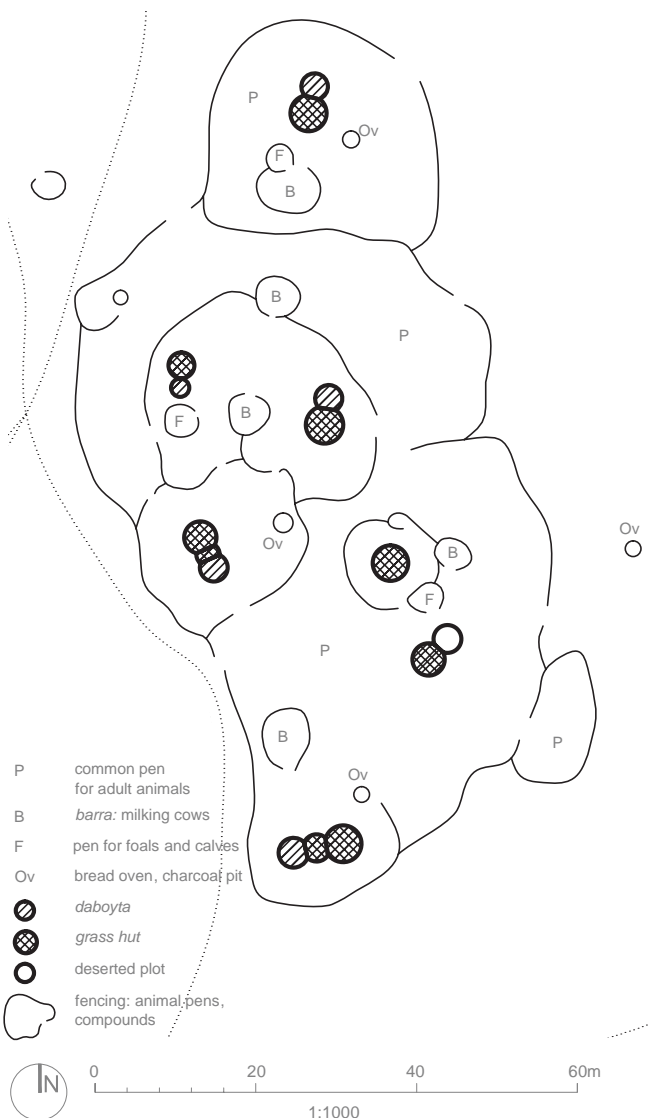 P
Ov
F
B
B
P
F
B
Ov
Ov
B
F
P
B
P
Ov
P common pen
for adult animals
B barra: milking cows
F pen for foals and calves
Ov bread oven, charcoal pit
daboyta
grass hut
deserted plot
fencing: animal pens,
compounds
N
0 20 40 60m
1:1000